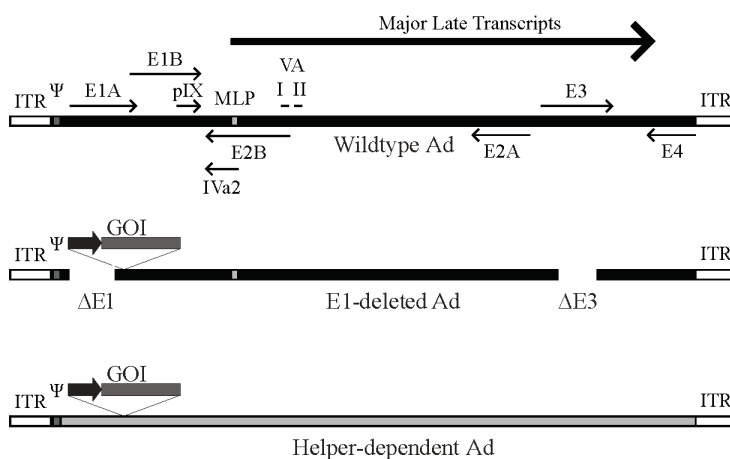 Major Late Transcripts
E1B
VA
ITR Ψ E1A pIX MLP I II E3 ITR
E2B Wildtype Ad E2A E4
IVa2
GOI
ITR Ψ ITR
ΔE1 E1-deleted Ad ΔE3
GOI
ITR Ψ ITR
Helper-dependent Ad